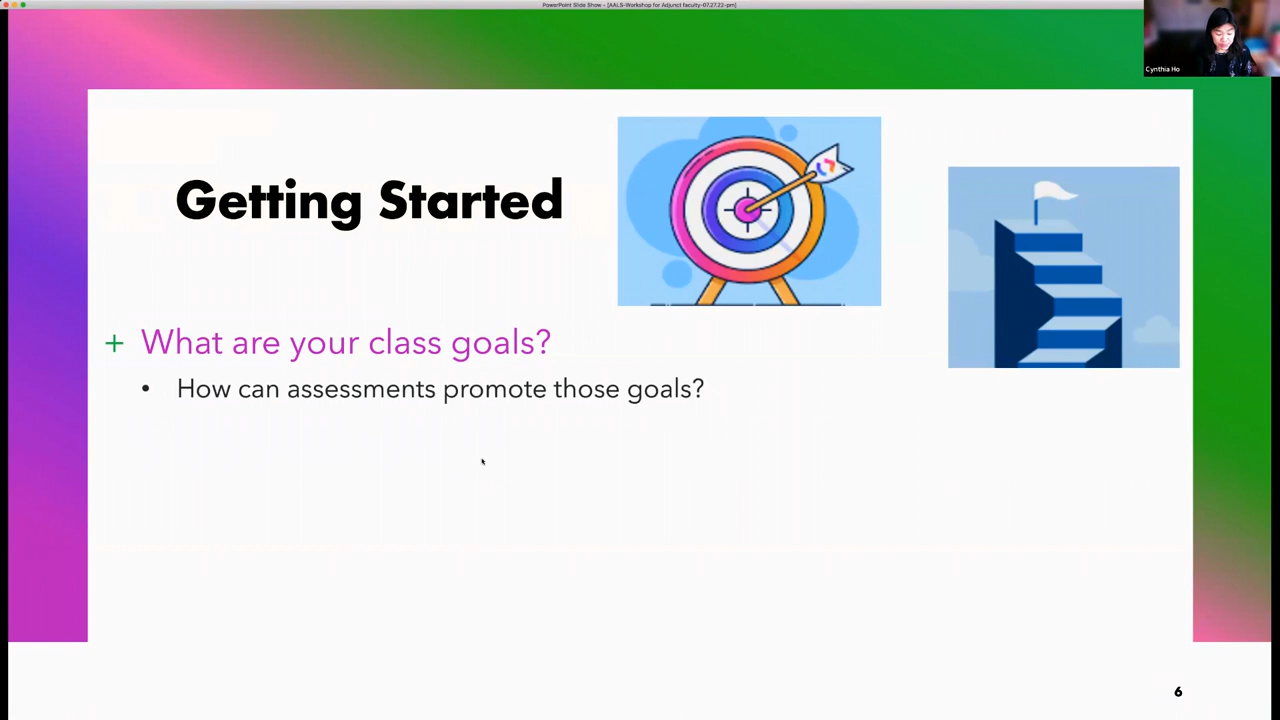 PowerPoint Slide Show - [AALS-Workshop for Adjunct faculty-07.27.22-pm]
Cynthia Ho
Getting Started
+ What are your class goals?
• How can assessments promote those goals?
6